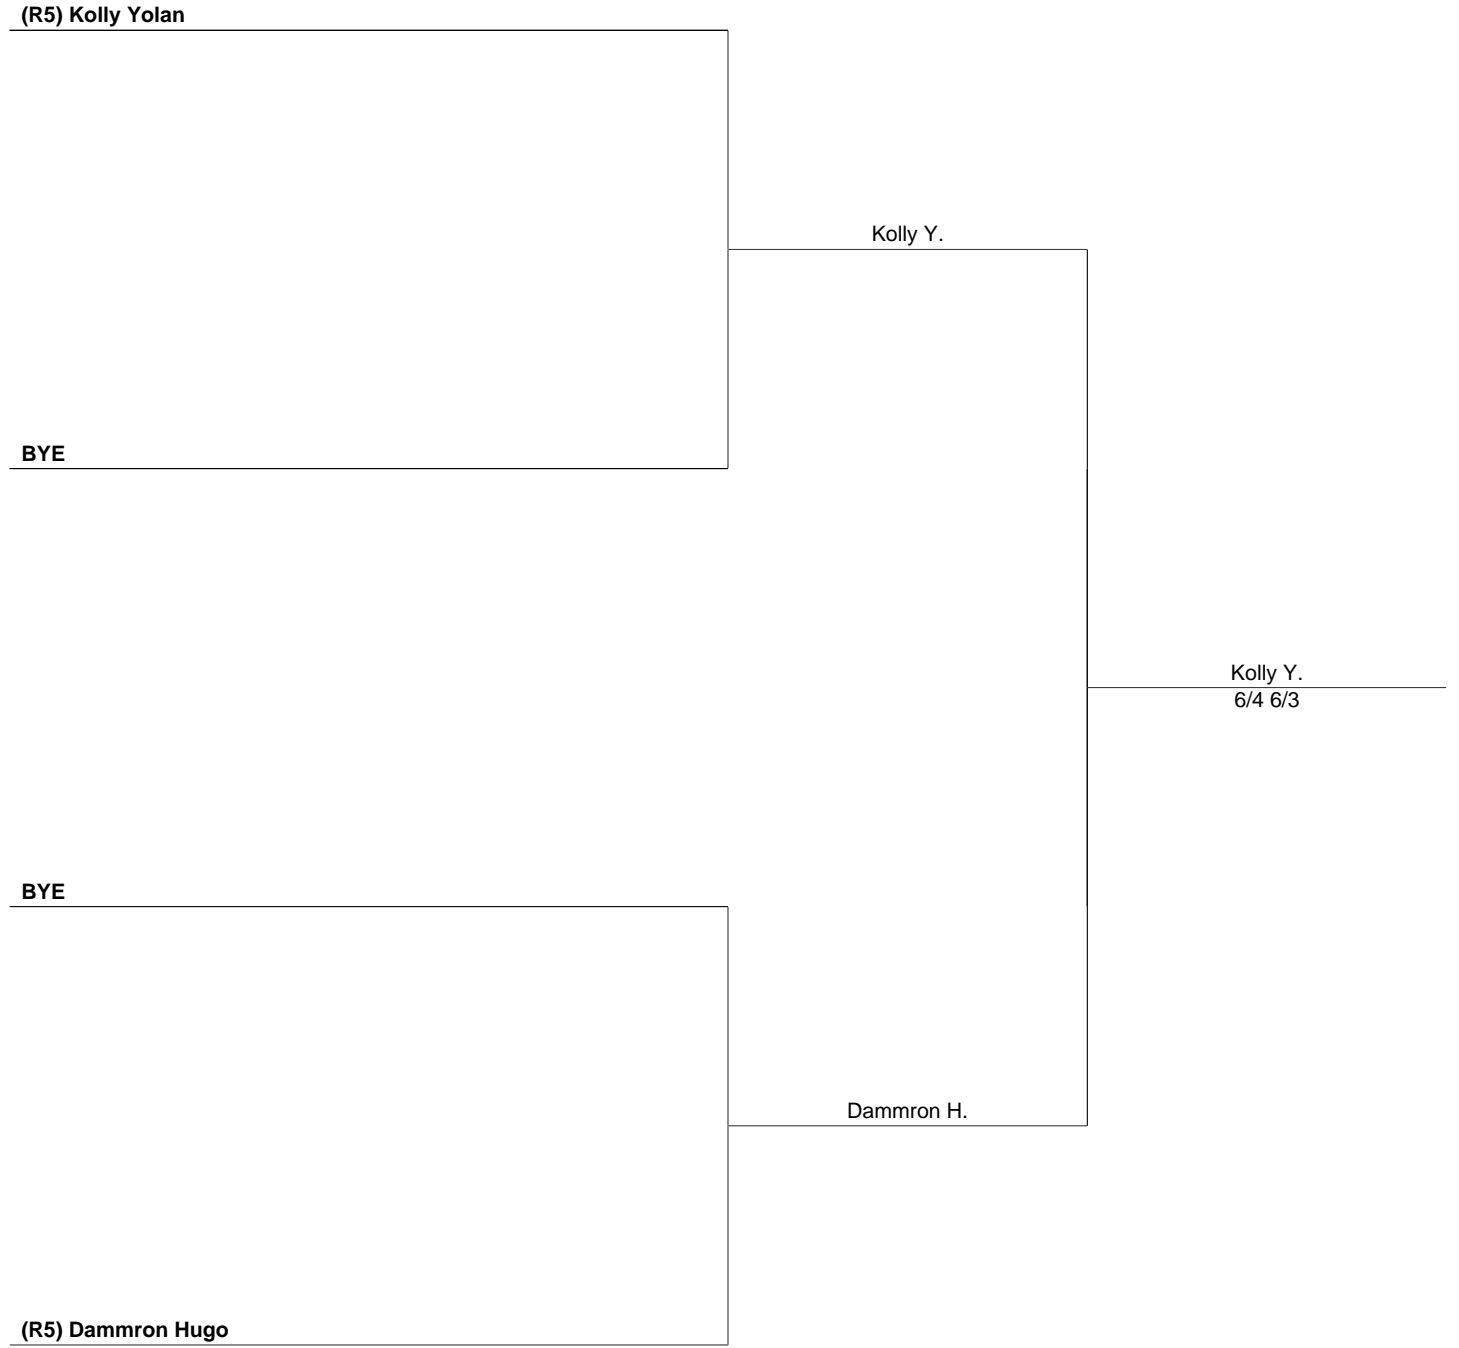 (R5) Kolly Yolan
Kolly Y.
BYE
Kolly Y.
6/4 6/3
BYE
Dammron H.
(R5) Dammron Hugo